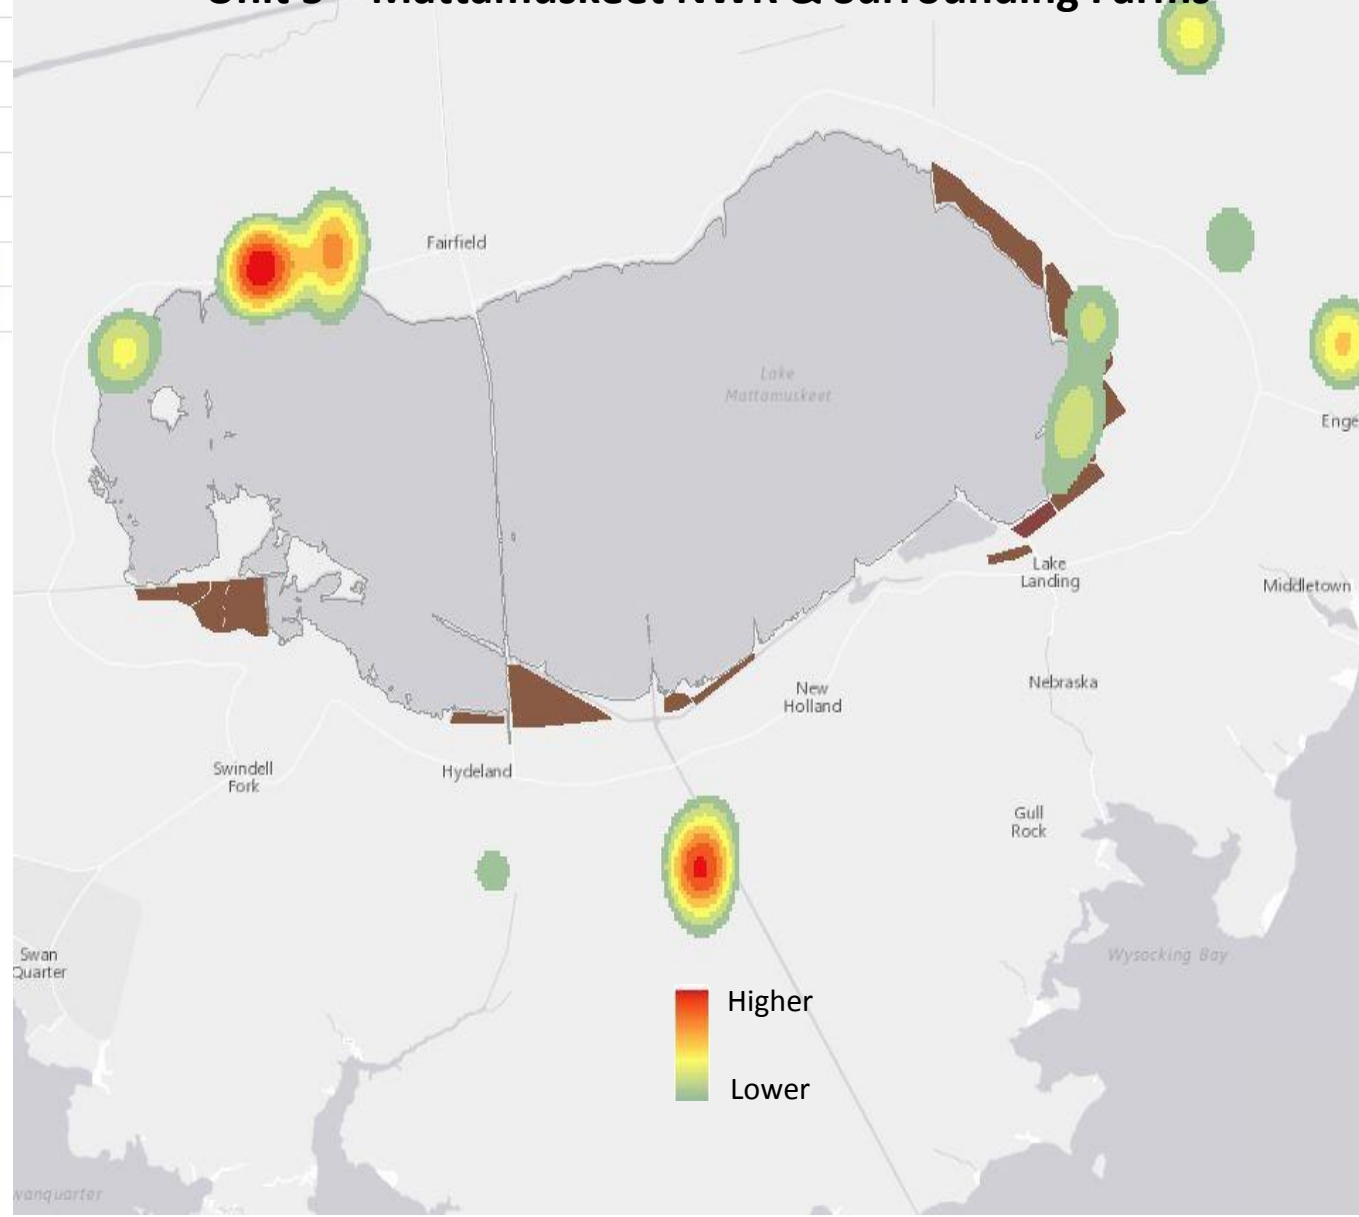 Mattamuskeet NWR & Surrounding Farms
Fairfield
Lake
Mattamuskeet
Enge
Lake
Landing
Middletown
New
Holland
Nebraska
Swindell
Fork
Hydeland
Gull
Rock
Swan
Quarter
Wysocking Bay
Higher
Lower
wanquarter